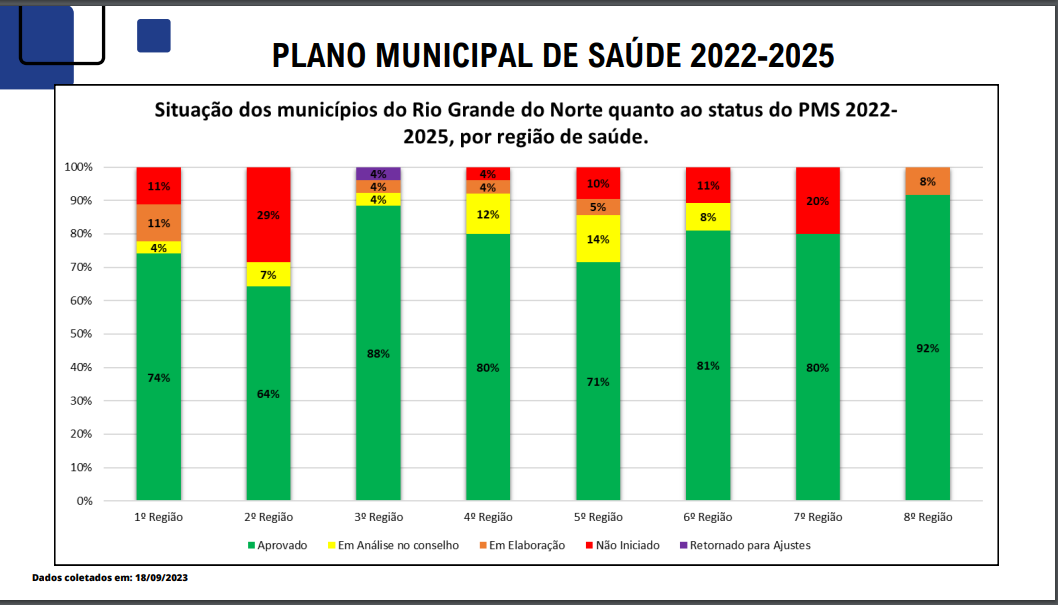 PLANO MUNICIPAL DE SAÚDE 2022-2025
Situação dos municípios do Rio Grande do Norte quanto ao status do PMS 2022-
2025, por região de saúde.
100%
90%
80%
70%
60%
50%
40%
30%
20%
10%
0%
11%
11%
4%
74%
29%
7%
64%
4%
4%
4%
88%
4%
4%
12%
80%
10%
5%
14%
71%
11%
8%
81%
20%
80%
8%
92%
1º Região
2º Região
3º Região
4º Região
5º Região
6º Região
7º Região
8º Região
Aprovado
Em Análise no conselho
Em Elaboração
Não Iniciado
Retornado para Ajustes
Dados coletados em: 18/09/2023